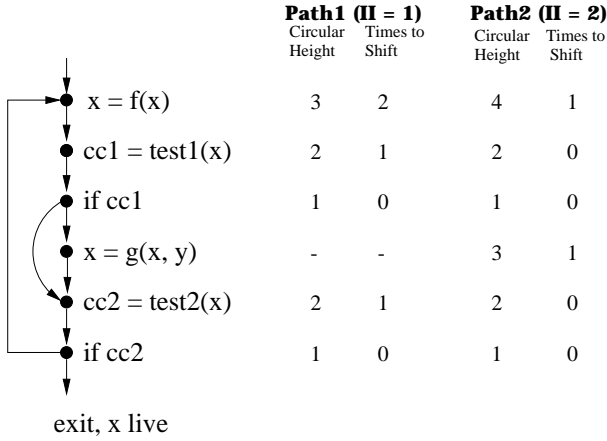 Path1 (II = 1) Path2 (II = 2)
Circular Times to Circular Times to
Height Shift Height Shift
x = f(x) 3 2 4 1
cc1 = test1(x) 2 1 2 0
if cc1 1 0 1 0
x = g(x, y) - - 3 1
cc2 = test2(x) 2 1 2 0
if cc2 1 0 1 0
exit, x live